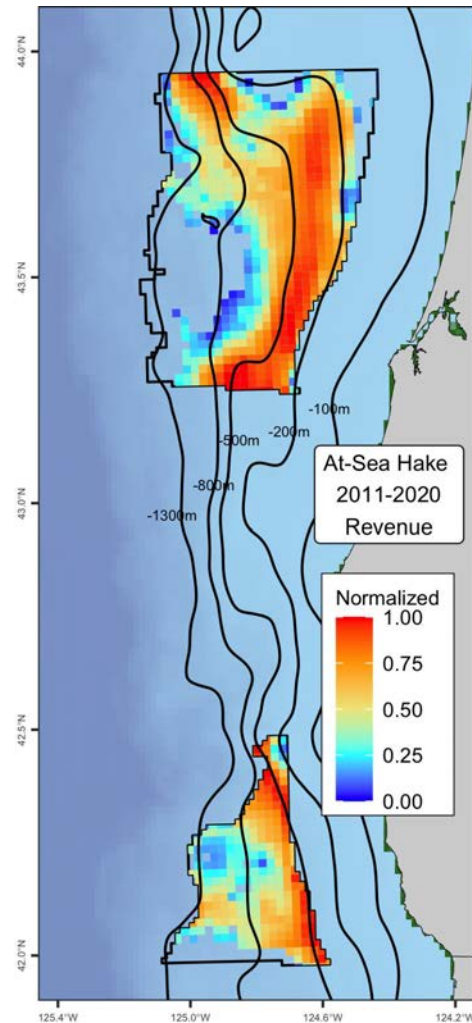 44.0°N
43.5°N
-100m
-200m
-500m
At-Sea Hake
2011-2020
Revenue
-800m
43.0°N
-1300m
Normalized
1.00
0.75
0.50
0.25
0.00
42.5°N
42.0°N
125.4°W
125.0°W
124.6°W
124.2°W